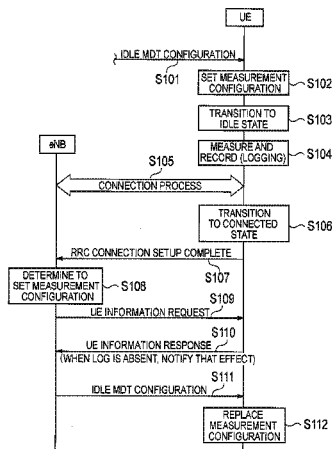 UE
IDLE MDT CONFIGURATION
S101
SET MEASUREMENT
CONFIGURATION
S102
TRANSITION TO
IDLE STATE
S103
MEASURE AND
RECORD (LOGGING)
S104
eNB
S105
CONNECTION PROCESS
TRANSITION
TO CONNECTED
STATE
S106
RRC CONNECTION SETUP COMPLETE
S107
DETERMINE TO
SET MEASUREMENT
CONFIGURATION
S108
S109
UE INFORMATION REQUEST
S110
UE INFORMATION RESPONSE
(WHEN LOG IS ABSENT, NOTIFY THAT EFFECT)
S111
IDLE MDT CONFIGURATION
REPLACE
MEASUREMENT
CONFIGURATION
S112